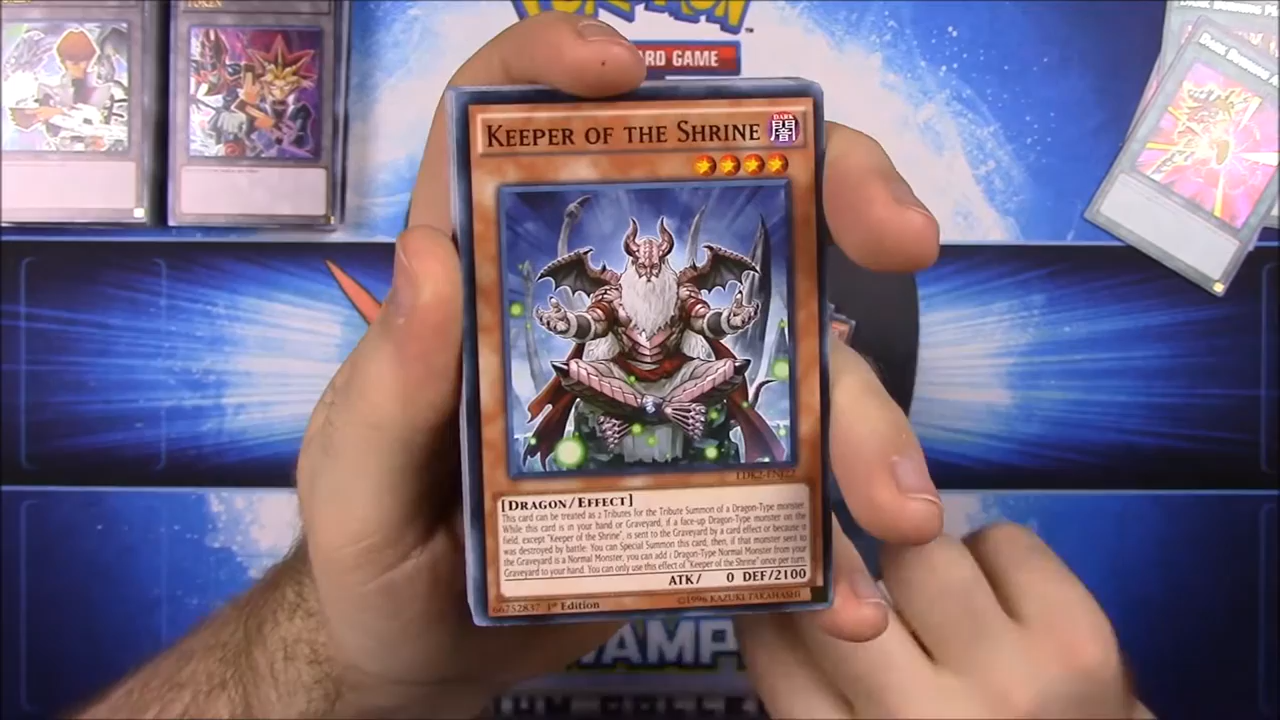 TOKEN
POKÉMON
RD GAME
KEEPER OF THE SHRINE
DARK
闇
[DRAGON/EFFECT]
This card can be treated as 2 Tributes for the Tribute Summon of a Dragon-Type monster.
While this card is in your hand or Graveyard, if a face-up Dragon-Type monster on the
field, except "Keeper of the Shrine", is sent to the Graveyard by a card effect or because it
was destroyed by battle: You can Special Summon this card, then, if that monster sent to
the Graveyard is a Normal Monster, you can add 1 Dragon-Type Normal Monster from your
Graveyard to your hand. You can only use this effect of "Keeper of the Shrine" once per turn.
ATK/ 0 DEF/2100
66752837 1st Edition
©1996 KAZUKI TAKAHASHI